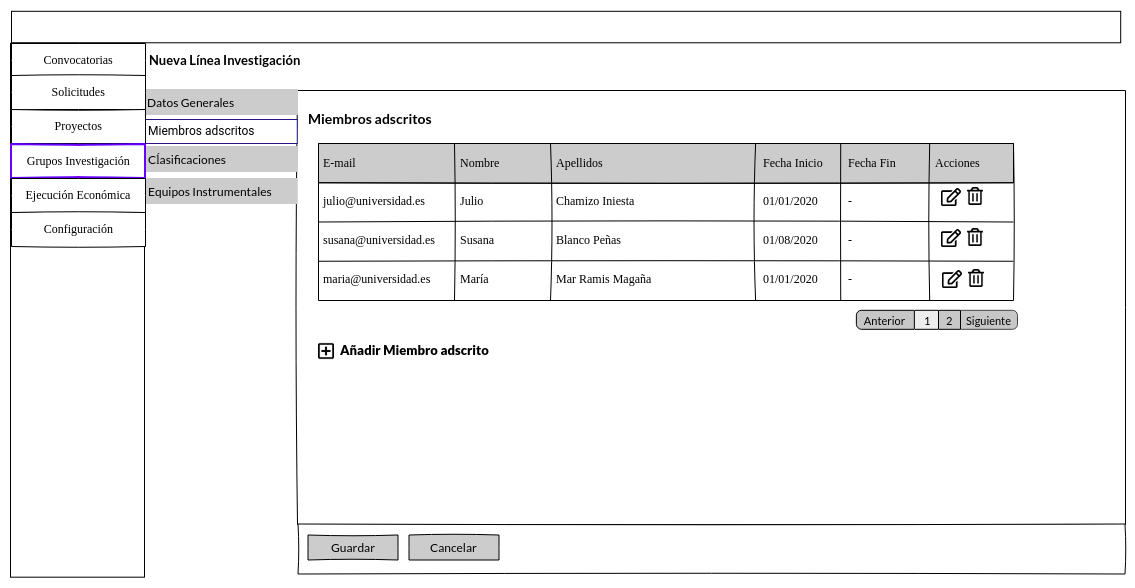 Convocatorias
Nueva Línea Investigación
Solicitudes
Proyectos
Grupos Investigación
Ejecución Económica
Configuración
Datos Generales
Miembros adscritos
Clasificaciones
Equipos Instrumentales
Miembros adscritos
E-mail Nombre Apellidos Fecha Inicio Fecha Fin Acciones
julio@universidad.es Julio Chamizo Iniesta 01/01/2020 -
susana@universidad.es Susana Blanco Peñas 01/08/2020 -
maria@universidad.es María Mar Ramis Magaña 01/01/2020 -
Anterior 1 2 Siguiente
Añadir Miembro adscrito
Guardar Cancelar